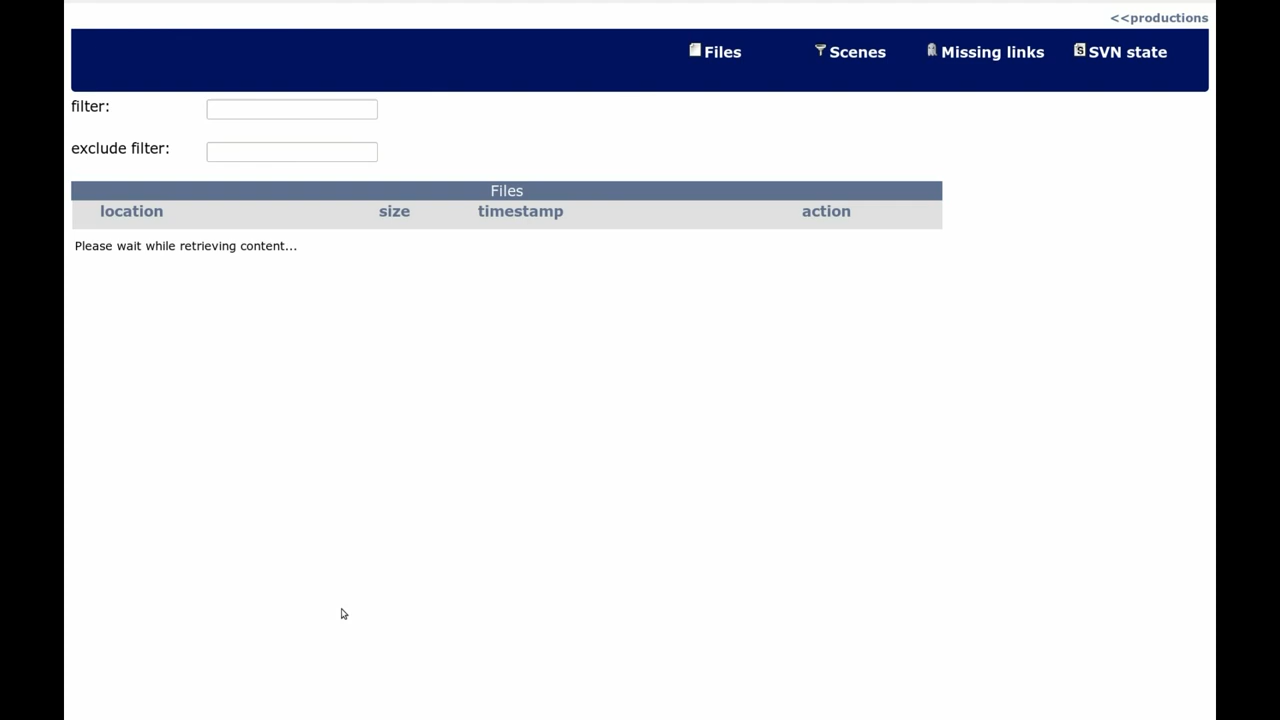 <<productions
Files Scenes Missing links SVN state
filter:
exclude filter:
Files
location size timestamp action
Please wait while retrieving content...